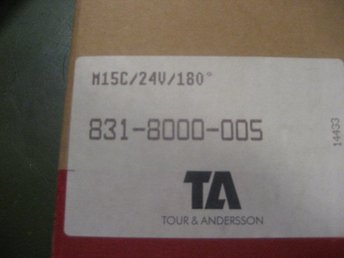 M15C/24V/180°
831-8000-005
TA
TOUR & ANDERSSON
14433